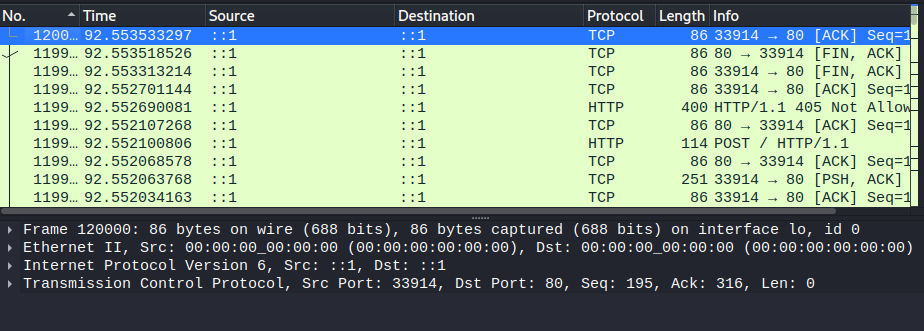 No. Time Source Destination Protocol Length Info
1200… 92.553533297 ::1 ::1 TCP 86 33914 → 80 [ACK] Seq=1
1199… 92.553518526 ::1 ::1 TCP 86 80 → 33914 [FIN, ACK]
1199… 92.553313214 ::1 ::1 TCP 86 33914 → 80 [FIN, ACK]
1199… 92.552701144 ::1 ::1 TCP 86 33914 → 80 [ACK] Seq=1
1199… 92.552690081 ::1 ::1 HTTP 400 HTTP/1.1 405 Not Allow
1199… 92.552107268 ::1 ::1 TCP 86 80 → 33914 [ACK] Seq=1
1199… 92.552100806 ::1 ::1 HTTP 114 POST / HTTP/1.1
1199… 92.552068578 ::1 ::1 TCP 86 80 → 33914 [ACK] Seq=1
1199… 92.552063768 ::1 ::1 TCP 251 33914 → 80 [PSH, ACK]
1199… 92.552034163 ::1 ::1 TCP 86 33914 → 80 [ACK] Seq=1
Frame 120000: 86 bytes on wire (688 bits), 86 bytes captured (688 bits) on interface lo, id 0
Ethernet II, Src: 00:00:00_00:00:00 (00:00:00:00:00:00), Dst: 00:00:00_00:00:00 (00:00:00:00:00:00)
Internet Protocol Version 6, Src: ::1, Dst: ::1
Transmission Control Protocol, Src Port: 33914, Dst Port: 80, Seq: 195, Ack: 316, Len: 0